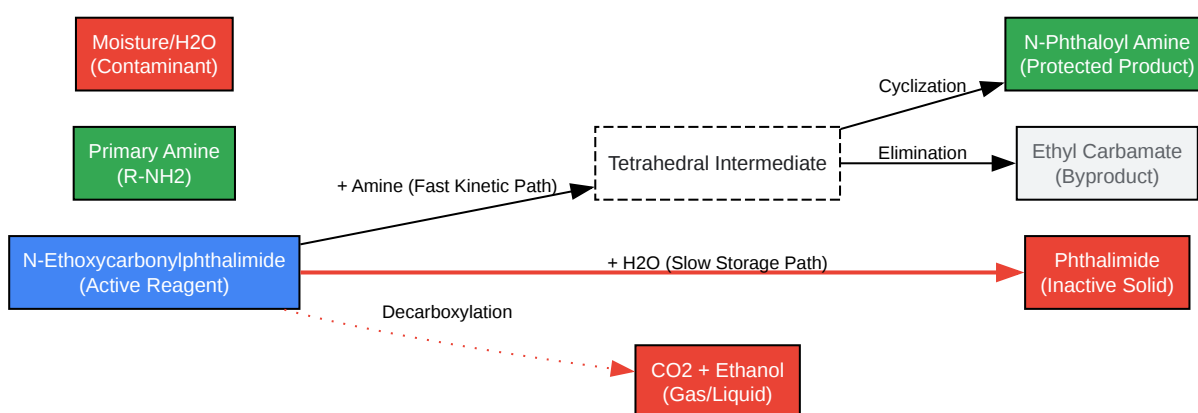 Moisture/H2O
(Contaminant)
N-Phthaloyl Amine
(Protected Product)
Cyclization
Primary Amine
(R-NH2)
Tetrahedral Intermediate
Elimination
Ethyl Carbamate
(Byproduct)
+ Amine (Fast Kinetic Path)
N-Ethoxycarbonylphthalimide
(Active Reagent)
+ H2O (Slow Storage Path)
Phthalimide
(Inactive Solid)
Decarboxylation
CO2 + Ethanol
(Gas/Liquid)